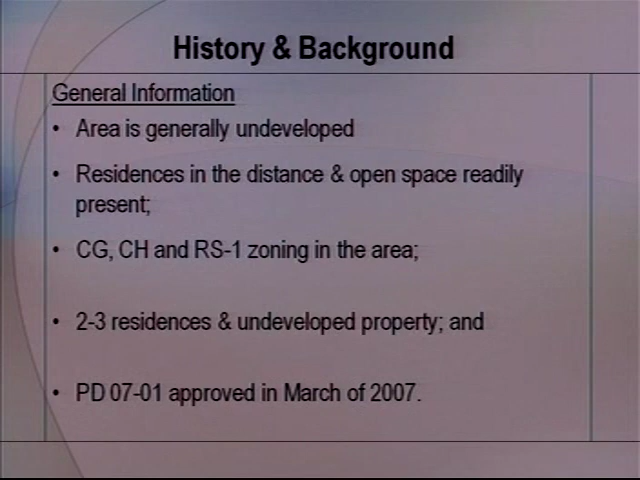 History & Background
General Information
• Area is generally undeveloped
• Residences in the distance & open space readily
present;
• CG, CH and RS-1 zoning in the area;
• 2-3 residences & undeveloped property; and
• PD 07-01 approved in March of 2007.